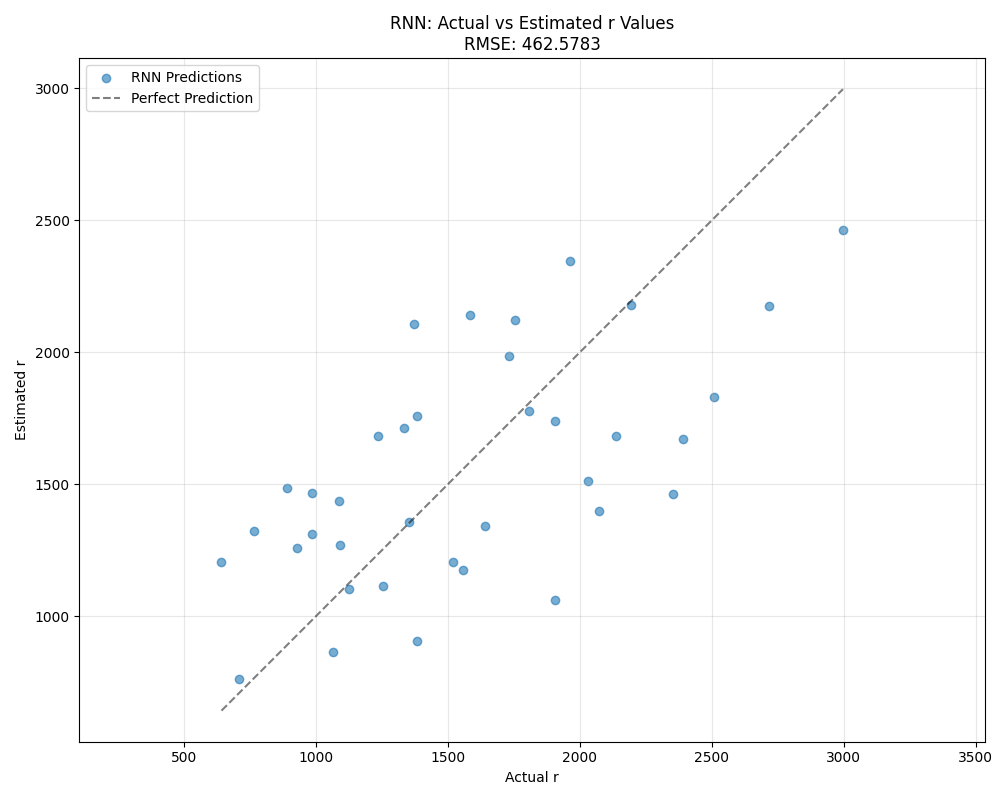 RNN: Actual vs Estimated r Values
RMSE: 462.5783
RNN Predictions
Perfect Prediction
3000
2500
2000
1500
1000
Estimated r
500
1000
1500
2000
2500
3000
3500
Actual r